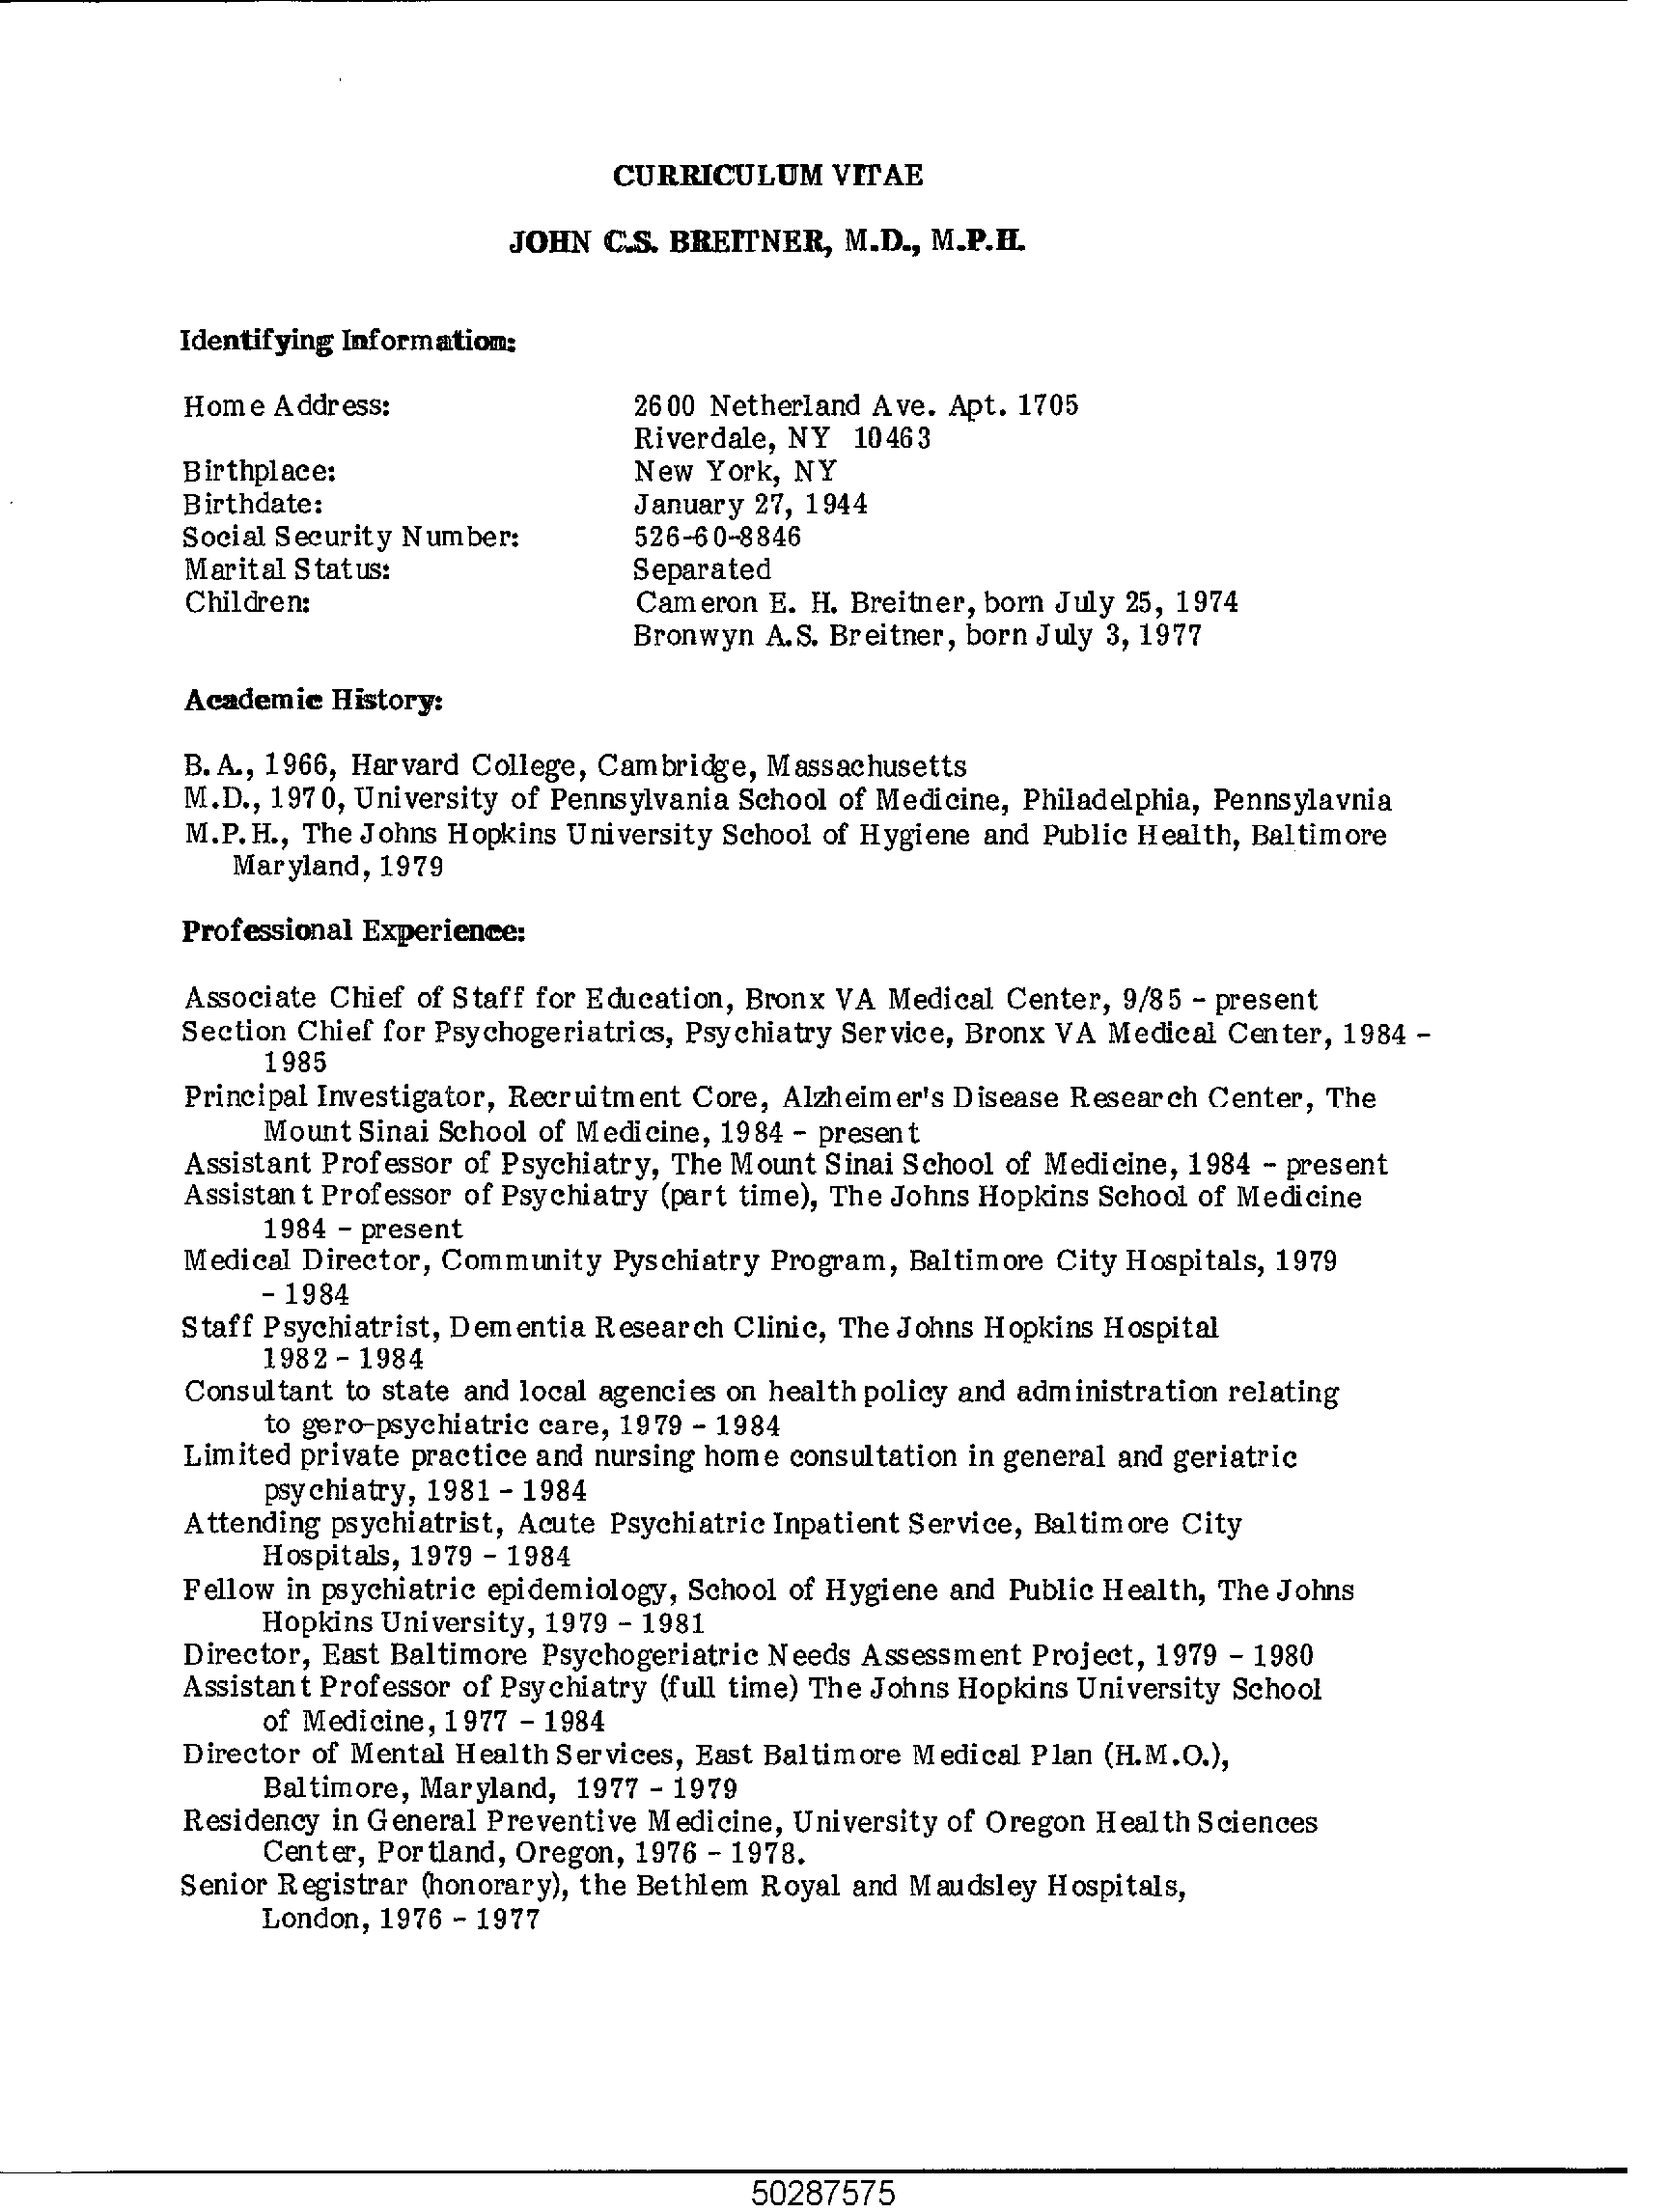 CURRICULUM VITAE
JOHN C.S. BREITNER, M.D., M.P.H.
Identifying Information:
Home Address: 2600 Netherland Ave. Apt. 1705
Riverdale, NY 10463
Birthplace: New York, NY
Birthdate: January 27, 1944
Social Security Number: 526-60-8846
Marital Status: Separated
Children: Cameron E. H. Breitner, born July 25, 1974
Bronwyn A.S. Breitner, born July 3, 1977
Academic History:
B.A., 1966, Harvard College, Cambridge, Massachusetts
M.D., 1970, University of Pennsylvania School of Medicine, Philadelphia, Pennsylavnia
M.P.H., The Johns Hopkins University School of Hygiene and Public Health, Baltimore
Maryland, 1979
Professional Experience:
Associate Chief of Staff for Education, Bronx VA Medical Center, 9/85 - present
Section Chief for Psychogeriatrics, Psychiatry Service, Bronx VA Medical Center, 1984 -
1985
Principal Investigator, Recruitment Core, Alzheimer's Disease Research Center, The
Mount Sinai School of Medicine, 1984 - present
Assistant Professor of Psychiatry, The Mount Sinai School of Medicine, 1984 - present
Assistant Professor of Psychiatry (part time), The Johns Hopkins School of Medicine
1984 - present
Medical Director, Community Pyschiatry Program, Baltimore City Hospitals, 1979
- 1984
Staff Psychiatrist, Dementia Research Clinic, The Johns Hopkins Hospital
1982 - 1984
Consultant to state and local agencies on health policy and administration relating
to gero-psychiatric care, 1979 - 1984
Limited private practice and nursing home consultation in general and geriatric
psychiatry, 1981 - 1984
Attending psychiatrist, Acute Psychiatric Inpatient Service, Baltimore City
Hospitals, 1979 - 1984
Fellow in psychiatric epidemiology, School of Hygiene and Public Health, The Johns
Hopkins University, 1979 - 1981
Director, East Baltimore Psychogeriatric Needs Assessment Project, 1979 - 1980
Assistant Professor of Psychiatry (full time) The Johns Hopkins University School
of Medicine, 1977 - 1984
Director of Mental Health Services, East Baltimore Medical Plan (H.M.O.),
Baltimore, Maryland, 1977 - 1979
Residency in General Preventive Medicine, University of Oregon Health Sciences
Center, Portland, Oregon, 1976 - 1978.
Senior Registrar (honorary), the Bethlem Royal and Maudsley Hospitals,
London, 1976 - 1977
50287575